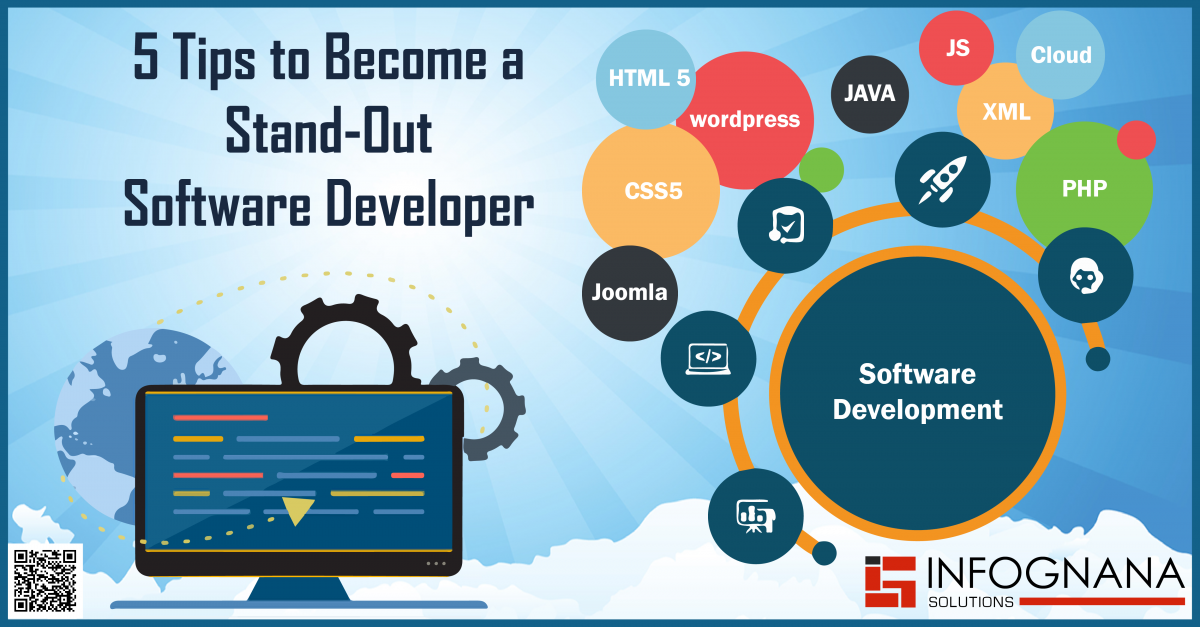 5 Tips to Become a
Stand-Out
Software Developer
HTML 5
wordpress
JAVA
JS
Cloud
XML
CSS5
PHP
Joomla
</>
Software
Development
INFOGNANA
SOLUTIONS